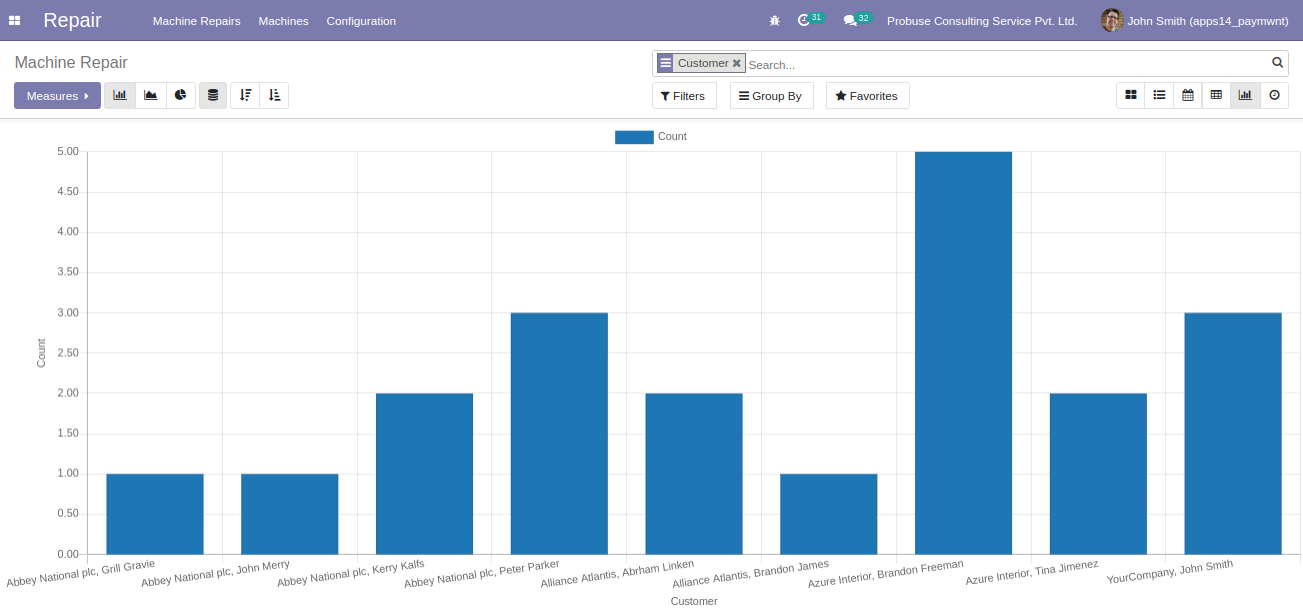 Repair
Machine Repairs
Machines
Configuration
31
32
Probuse Consulting Service Pvt. Ltd.
John Smith (apps14_paymwnt)
Machine Repair
Customer
Search...
Measures
Filters
Group By
Favorites
Count
5.00
4.50
4.00
3.50
3.00
2.50
2.00
1.50
1.00
0.50
0.00
Count
Abbey National plc, Grill Gravie
Abbey National plc, John Merry
Abbey National plc, Kerry Kalfs
Abbey National plc, Peter Parker
Alliance Atlantis, Abrham Linken
Alliance Atlantis, Brandon James
Azure Interior, Brandon Freeman
Azure Interior, Tina Jimenez
YourCompany, John Smith
Customer